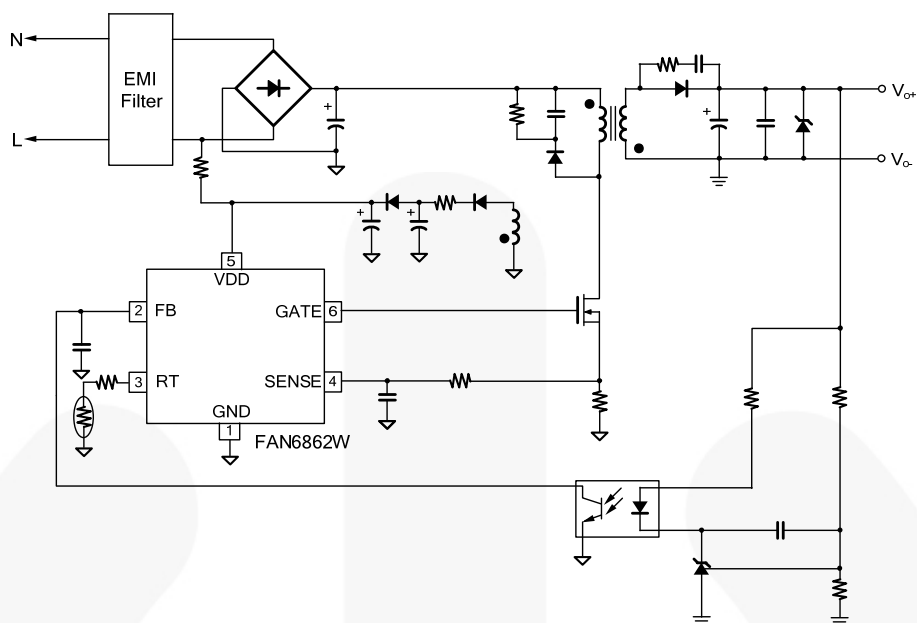 N
EMI
Filter
L
+
+
Vo+
Vo-
+
+
5
VDD
2
FB
GATE
6
3
RT
SENSE
4
GND
1
FAN6862W